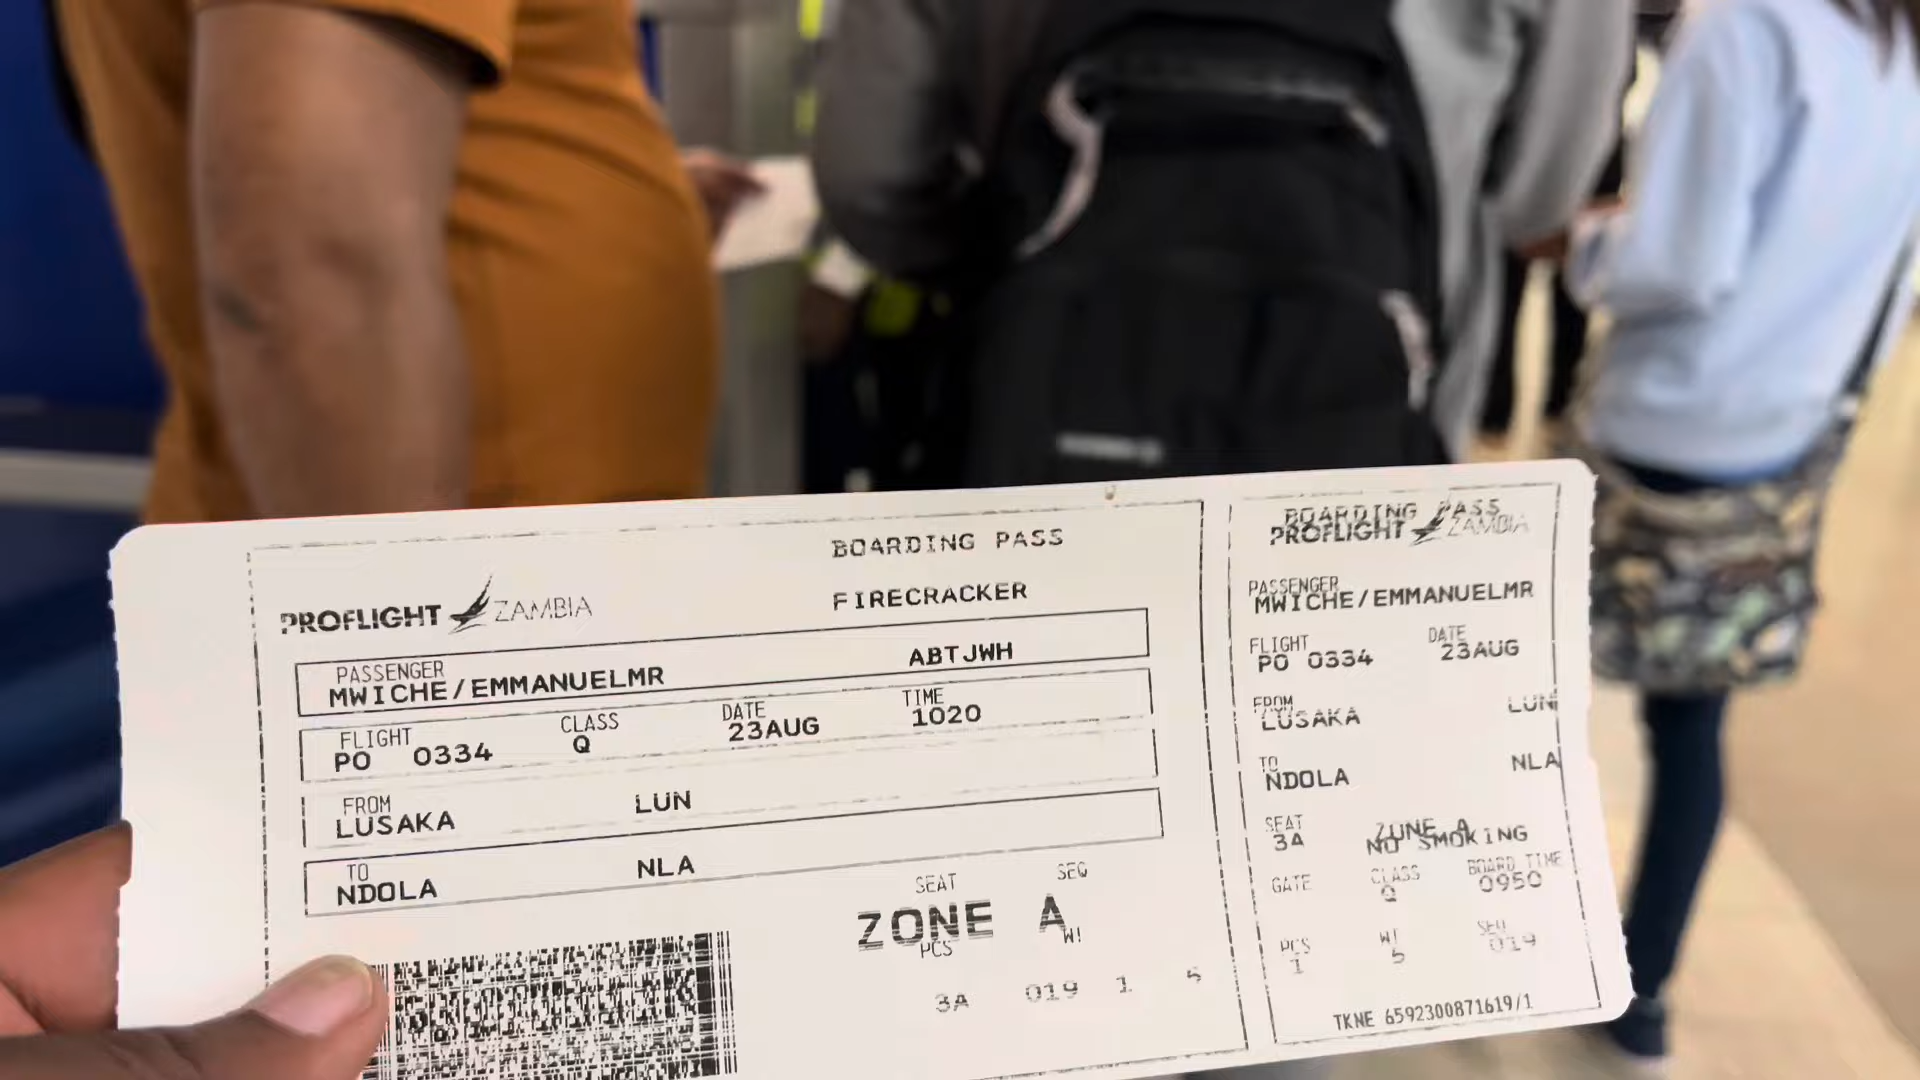 BOARDING PASS
PROFLIGHT ZAMBIA
FIRECRACKER
PASSENGER
MWICHE/EMMANUELMR ABTJWH
FLIGHT CLASS DATE TIME
PO 0334 Q 23AUG 1020
FROM
LUSAKA LUN
TO
NDOLA NLA
SEAT SEQ
ZONE A
PCS WT
3A 019 1 5
BOARDING PASS
PROFLIGHT ZAMBIA
PASSENGER
MWICHE/EMMANUELMR
FLIGHT DATE
PO 0334 23AUG
FROM
LUSAKA LUN
TO
NDOLA NLA
SEAT ZONE A
3A NO SMOKING
GATE CLASS BOARD TIME
Q 0950
PCS WT SEQ
1 5 019
TKNE 6592300871619/1